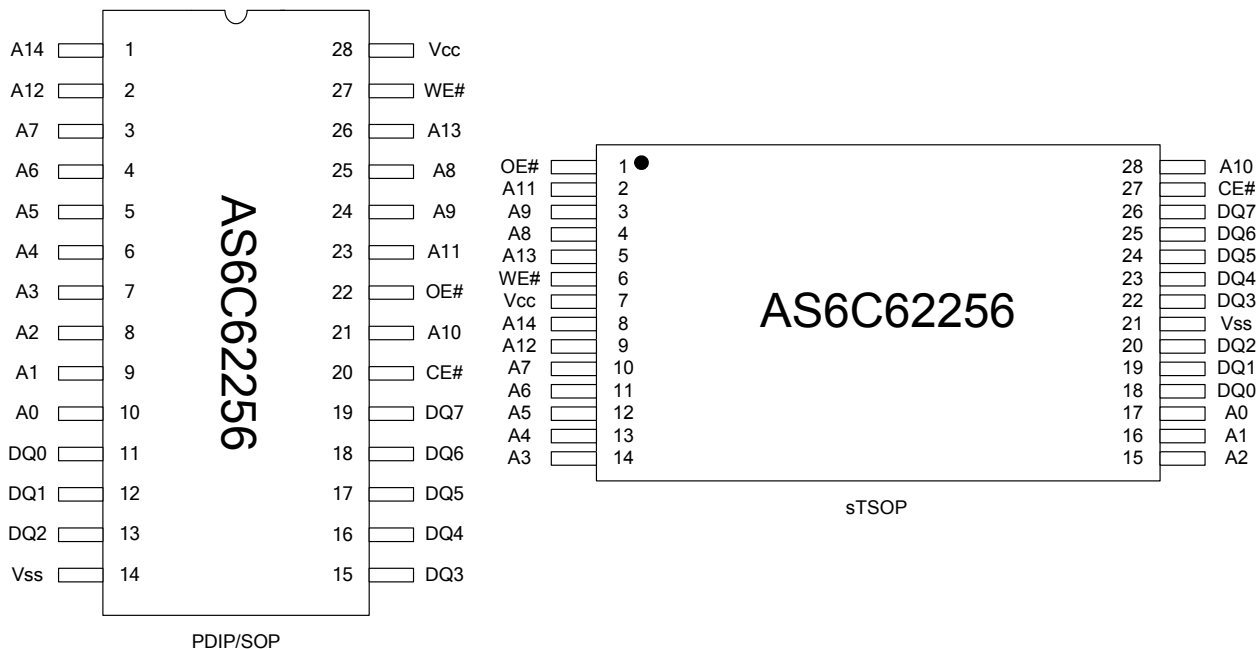 A14 1 28 Vcc
A12 2 27 WE#
A7 3 26 A13
A6 4 25 A8
A5 5 24 A9
A4 6 23 A11
A3 7 22 OE#
A2 8 21 A10
A1 9 20 CE#
A0 10 19 DQ7
DQ0 11 18 DQ6
DQ1 12 17 DQ5
DQ2 13 16 DQ4
Vss 14 15 DQ3
AS6C62256
PDIP/SOP
OE# 1 28 A10
A11 2 27 CE#
A9 3 26 DQ7
A8 4 25 DQ6
A13 5 24 DQ5
WE# 6 23 DQ4
Vcc 7 22 DQ3
A14 8 21 Vss
A12 9 20 DQ2
A7 10 19 DQ1
A6 11 18 DQ0
A5 12 17 A0
A4 13 16 A1
A3 14 15 A2
AS6C62256
sTSOP